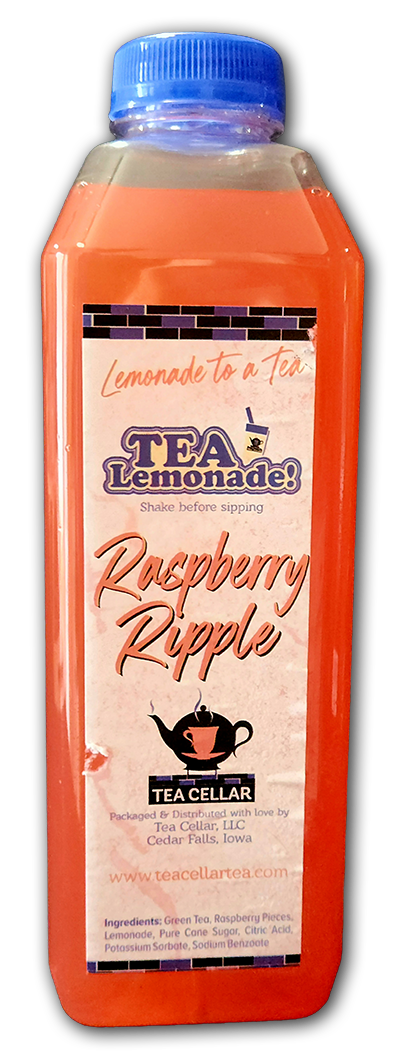 Lemonade to a Tea
TEA
Lemonade!
Shake before sipping
Raspberry
Ripple
TEA CELLAR
Packaged & Distributed with love by
Tea Cellar, LLC
Cedar Falls, Iowa
www.teacellartea.com
Ingredients: Green Tea, Raspberry Pieces,
Lemonade, Pure Cane Sugar, Citric Acid,
Potassium Sorbate, Sodium Benzoate